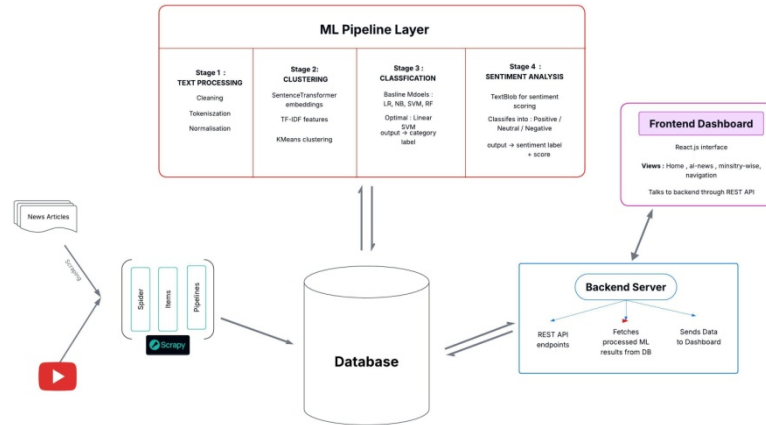 ML Pipeline Layer
Stage 1 :
TEXT PROCESSING
Cleaning
Tokeniszation
Normalisation
Stage 2:
CLUSTERING
SentenceTransformer
embeddings
TF-IDF features
KMeans clustering
Stage 3 :
CLASSFICATION
Basline Mdoels :
LR, NB, SVM, RF
Optimal : Linear
SVM
output → category
label
Stage 4 :
SENTIMENT ANALYSIS
TextBlob for sentiment
scoring
Classifes into : Positive /
Neutral / Negative
output → sentiment label
+ score
Frontend Dashboard
React.js interface
Views : Home , al-news , minsitry-wise,
navigation
Talks to backend through REST API
News Articles
Scraping
Spider
Items
Pipelines
Scrapy
Database
Backend Server
REST API
endpoints
Fetches
processed ML
results from DB
Sends Data
to Dashboard